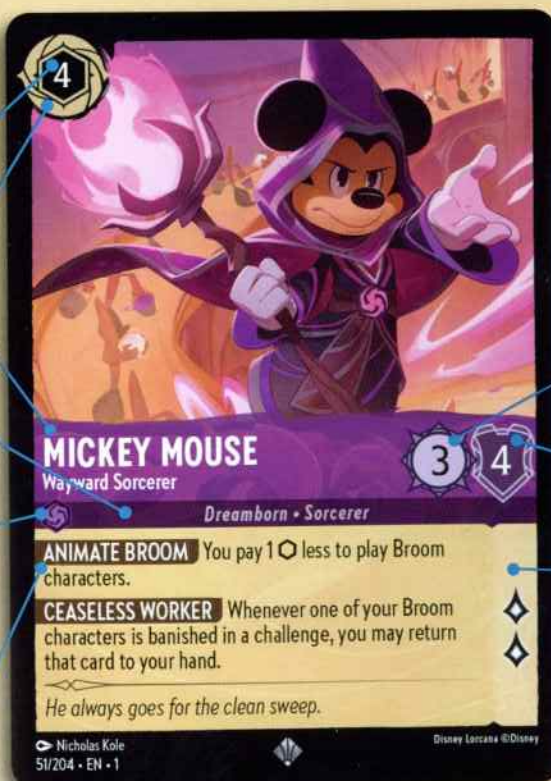 4
MICKEY MOUSE
Wayward Sorcerer
3
4
Dreamborn • Sorcerer
ANIMATE BROOM You pay 1 ⬡ less to play Broom
characters.
CEASELESS WORKER Whenever one of your Broom
characters is banished in a challenge, you may return
that card to your hand.
He always goes for the clean sweep.
Nicholas Kole
Disney Lorcana ©Disney
51/204 • EN • 1